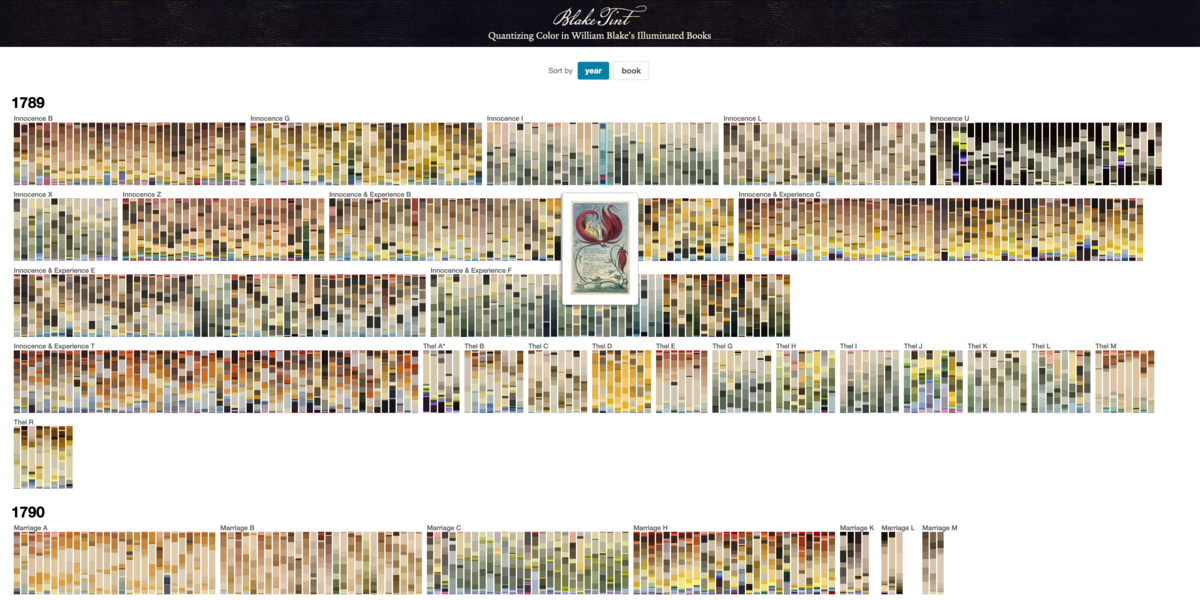 Blake Tint
Quantizing Color in William Blake's Illuminated Books
Sort by year book
1789
Innocence B Innocence G Innocence I Innocence L Innocence U
Innocence X Innocence Z Innocence & Experience B Innocence & Experience C
Innocence & Experience E Innocence & Experience F
Innocence & Experience T Thel A* Thel B Thel C Thel D Thel E Thel G Thel H Thel I Thel J Thel K Thel L Thel M
Thel R
1790
Marriage A Marriage B Marriage C Marriage H Marriage K Marriage L Marriage M